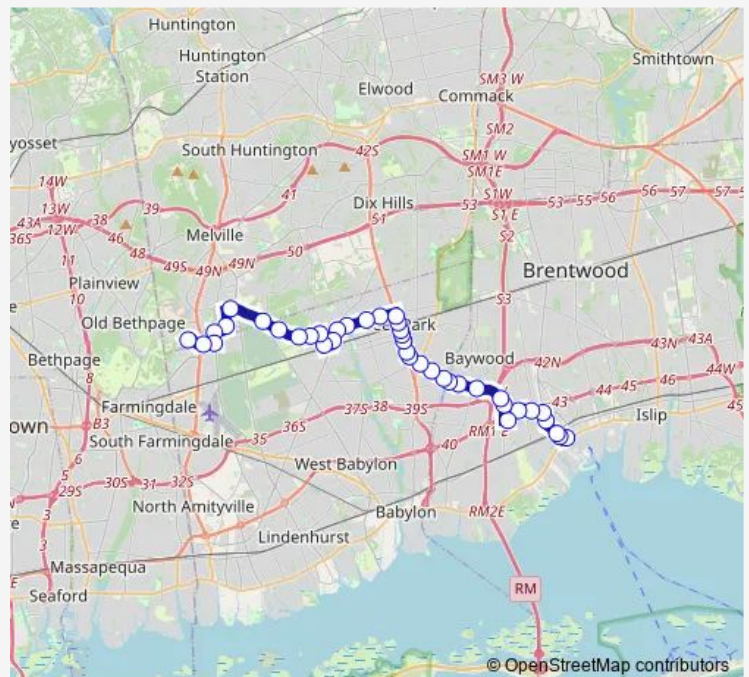 Huntington
Huntington
Station
Smithtown
Elwood
Commack
SM3 W
SM2
yosset
South Huntington
42S
SM1 W
SM1E
14W
41
Dix Hills
S1W
53 55 56 56 57 57
13W
39
51
53
S1 E
43A
38
12W
36S
46
Melville
S2
48
50
49S
49N
49N
11
Plainview
Brentwood
10
S3
Old Bethpage
43N
43A
Bethpage
Baywood
42N
44W
8
44 45 46
Farmingdale
37S
38
39S
43
45
own
B3
36S
Islip
South Farmingdale
35
RM1 E
40
6
West Babylon
5
29S
30S
31
32S
3
North Amityville
Babylon
RM2E
Lindenhurst
3
Massapequa
RM
Seaford
© OpenStreetMap contributors